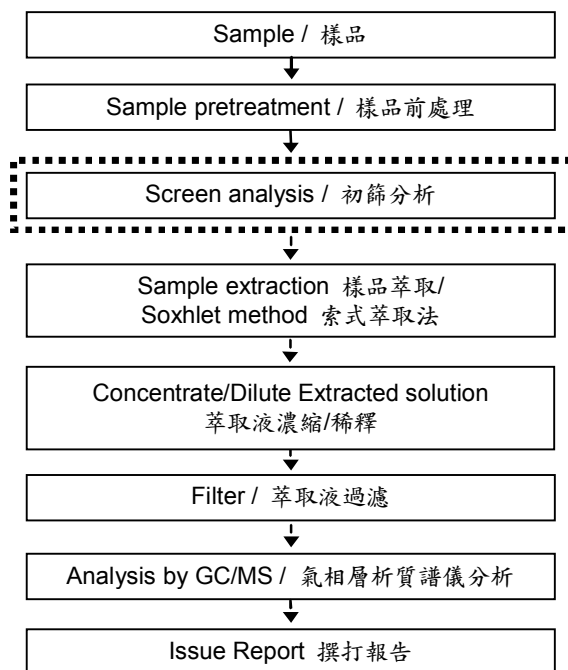 Sample / 樣品
Sample pretreatment / 樣品前處理
Screen analysis / 初篩分析
Sample extraction 樣品萃取/
Soxhlet method 索式萃取法
Concentrate/Dilute Extracted solution
萃取液濃縮/稀釋
Filter / 萃取液過濾
Analysis by GC/MS / 氣相層析質譜儀分析
Issue Report 撰打報告